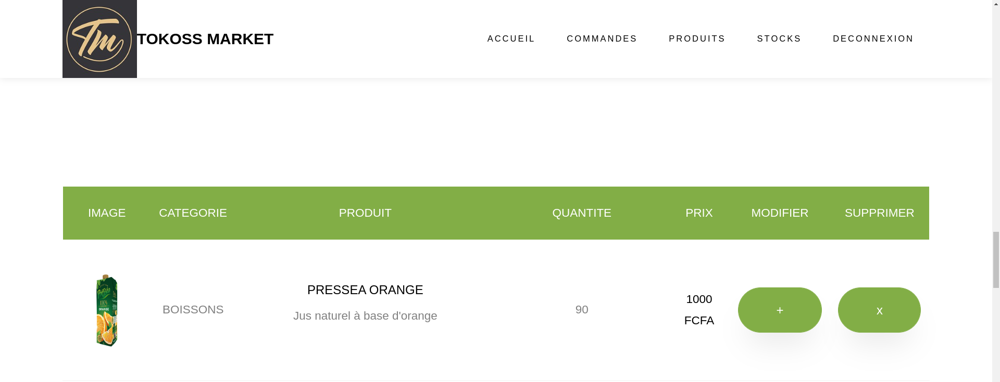 Tm
TOKOSS MARKET
ACCUEIL COMMANDES PRODUITS STOCKS DECONNEXION
IMAGE CATEGORIE PRODUIT QUANTITE PRIX MODIFIER SUPPRIMER
Pressea
100%
ORANGE
BOISSONS
PRESSEA ORANGE
Jus naturel à base d'orange
90
1000
FCFA
+
x